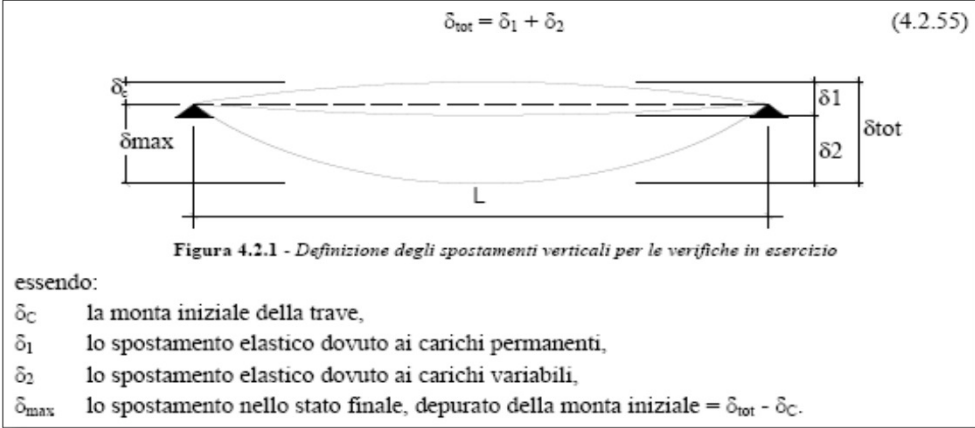 δtot = δ1 + δ2 (4.2.55)
δc
δ1
δmax
δtot
δ2
L
Figura 4.2.1 - Definizione degli spostamenti verticali per le verifiche in esercizio
essendo:
δC la monta iniziale della trave,
δ1 lo spostamento elastico dovuto ai carichi permanenti,
δ2 lo spostamento elastico dovuto ai carichi variabili,
δmax lo spostamento nello stato finale, depurato della monta iniziale = δtot - δC.